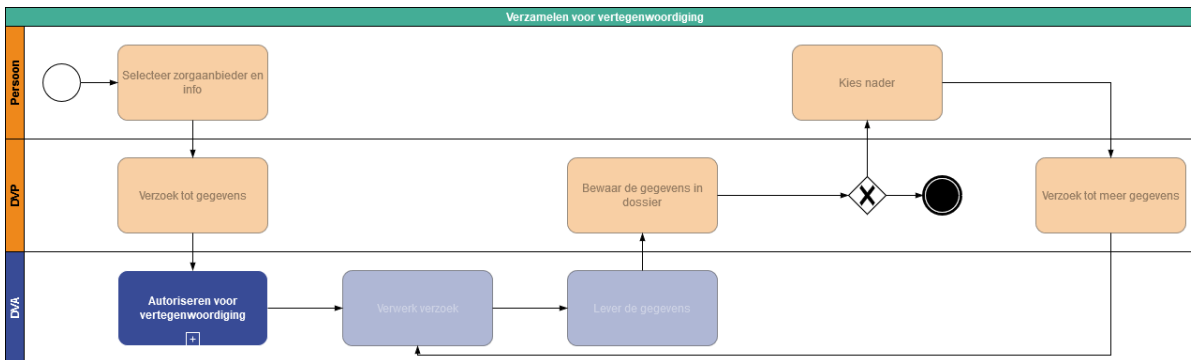 Verzamelen voor vertegenwoordiging
Persoon
Selecteer zorgaanbieder en
info
Kies nader
DVP
Verzoek tot gegevens
Bewaar de gegevens in
dossier
Verzoek tot meer gegevens
DVA
Autoriseren voor
vertegenwoordiging
Verwerk verzoek
Lever de gegevens